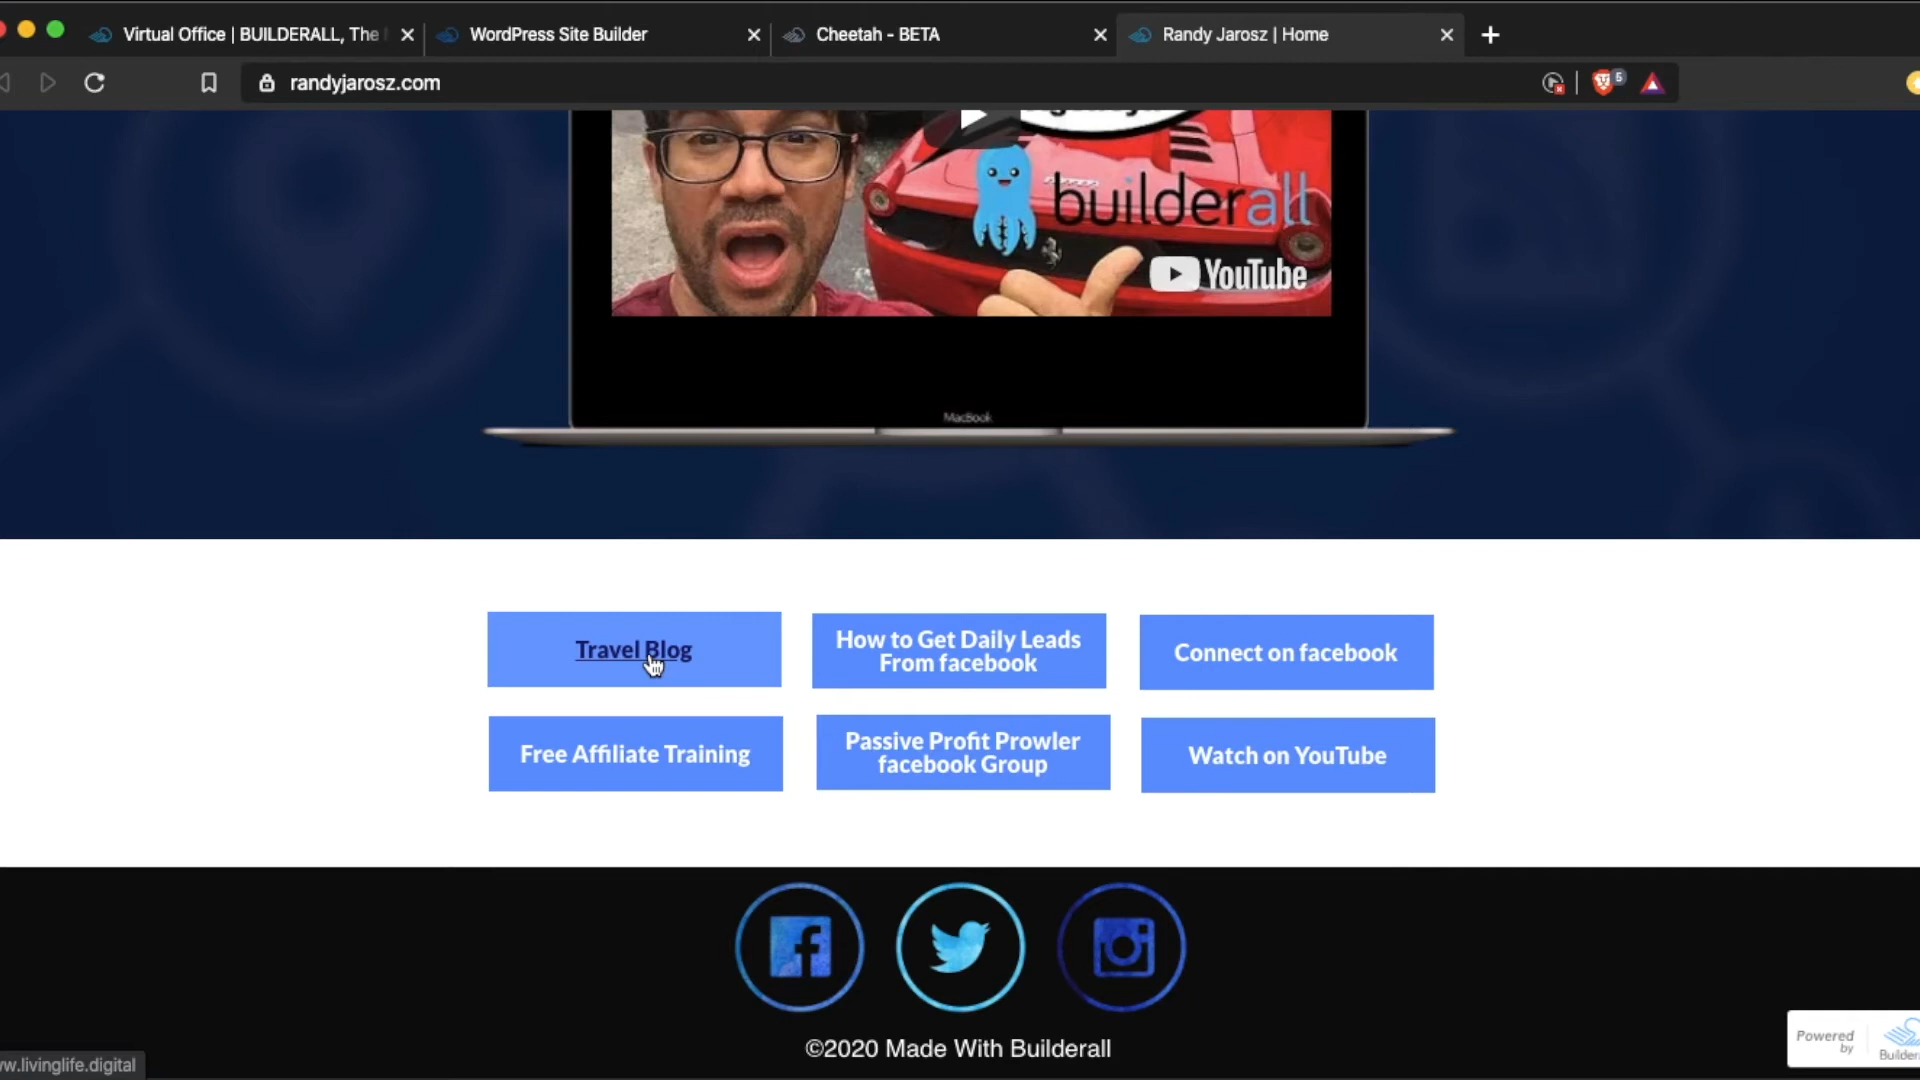 Virtual Office | BUILDERALL, The
WordPress Site Builder
Cheetah - BETA
Randy Jarosz | Home
randyjarosz.com
5
builderall
YouTube
MacBook
Travel Blog
How to Get Daily Leads
From facebook
Connect on facebook
Free Affiliate Training
Passive Profit Prowler
facebook Group
Watch on YouTube
©2020 Made With Builderall
Powered
by
Builder
w.livinglife.digital